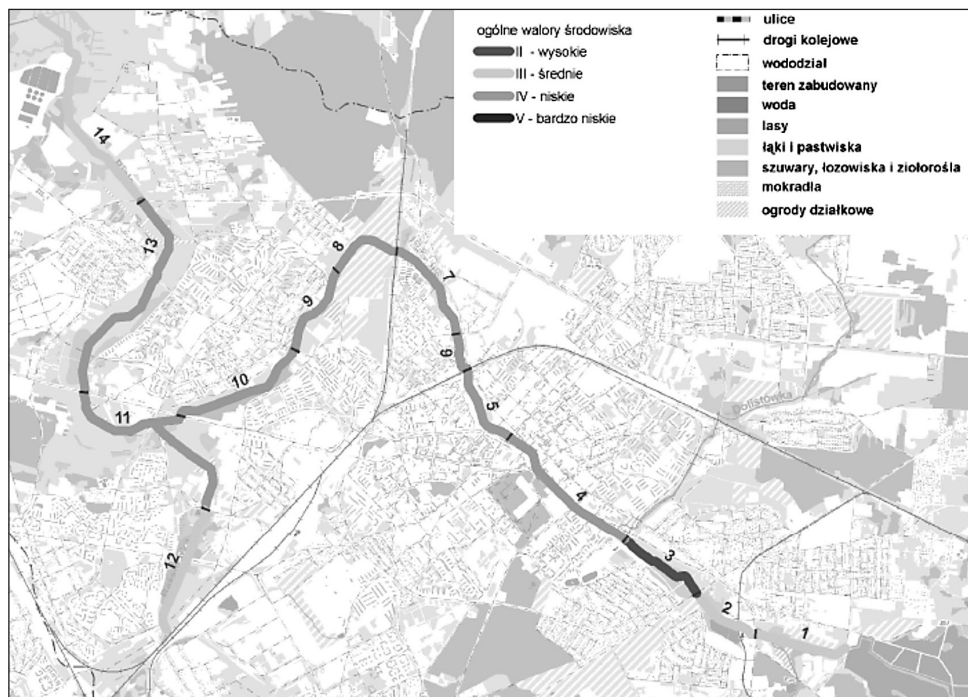 ogólne walory środowiska
II - wysokie
III - średnie
IV - niskie
V - bardzo niskie
ulice
drogi kolejowe
wododział
teren zabudowany
woda
lasy
łąki i pastwiska
szuwary, łozowiska i ziołorośla
mokradła
ogrody działkowe
14
13
8
7
9
6
10
5
11
Dolistówka
4
3
12
2
1